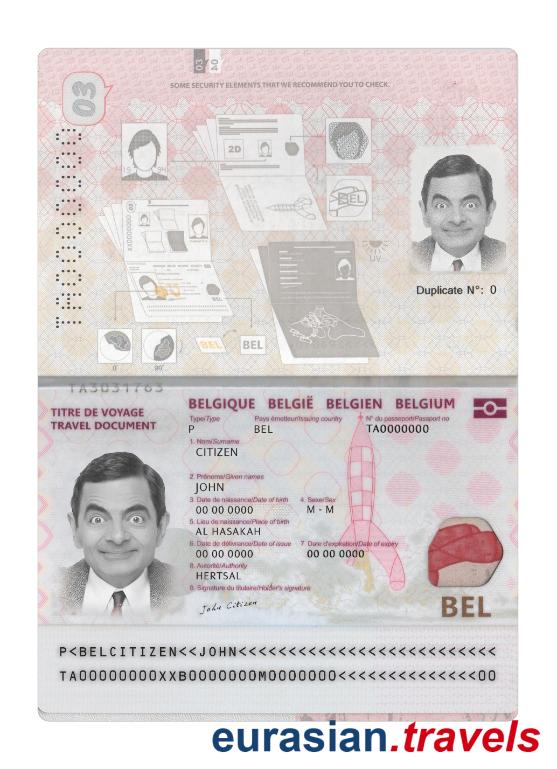 03 04
03
SOME SECURITY ELEMENTS THAT WE RECOMMEND YOU TO CHECK.
2D
BEL
UV
TA0000000
Duplicate N°: 0
0°
90°
BEL
BEL
TA3031763
TITRE DE VOYAGE
TRAVEL DOCUMENT
BELGIQUE BELGIË BELGIEN BELGIUM
Type/Type Pays émetteur/Issuing country N° du passeport/Passport no
P BEL TA0000000
1. Nom/Surname
CITIZEN
2. Prénoms/Given names
JOHN
3. Date de naissance/Date of birth 4. Sexe/Sex
00 00 0000 M - M
5. Lieu de naissance/Place of birth
AL HASAKAH
6. Date de délivrance/Date of issue 7. Date d'expiration/Date of expiry
00 00 0000 00 00 0000
8. Autorité/Authority
HERTSAL
9. Signature du titulaire/Holder's signature
John Citizen
BEL
P<BELCITIZEN<<JOHN<<<<<<<<<<<<<<<<<<<<<<<<<<
TA00000000XXB0000000M0000000<<<<<<<<<<<<<<00
eurasian.travels